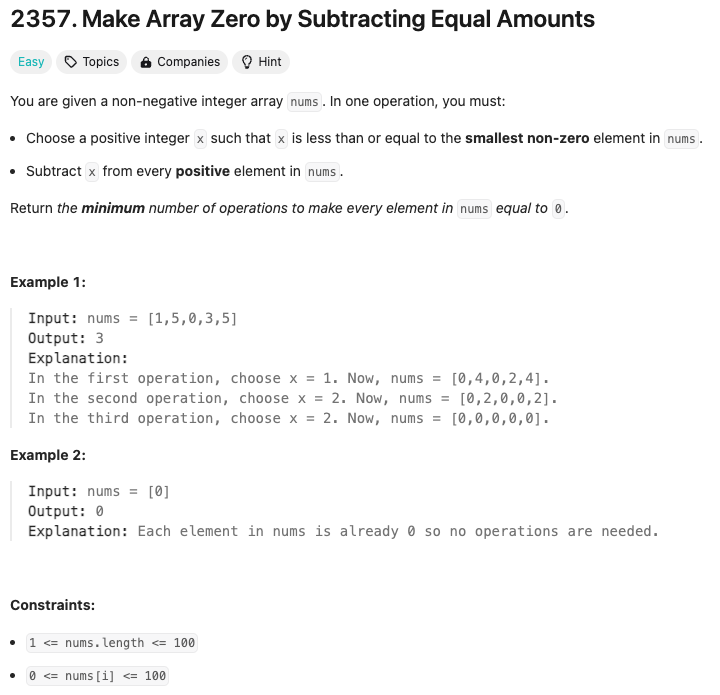 2357. Make Array Zero by Subtracting Equal Amounts
Easy Topics Companies Hint
You are given a non-negative integer array nums. In one operation, you must:
• Choose a positive integer x such that x is less than or equal to the smallest non-zero element in nums.
• Subtract x from every positive element in nums.
Return the minimum number of operations to make every element in nums equal to 0.
Example 1:
Input: nums = [1,5,0,3,5]
Output: 3
Explanation:
In the first operation, choose x = 1. Now, nums = [0,4,0,2,4].
In the second operation, choose x = 2. Now, nums = [0,2,0,0,2].
In the third operation, choose x = 2. Now, nums = [0,0,0,0,0].
Example 2:
Input: nums = [0]
Output: 0
Explanation: Each element in nums is already 0 so no operations are needed.
Constraints:
• 1 <= nums.length <= 100
• 0 <= nums[i] <= 100